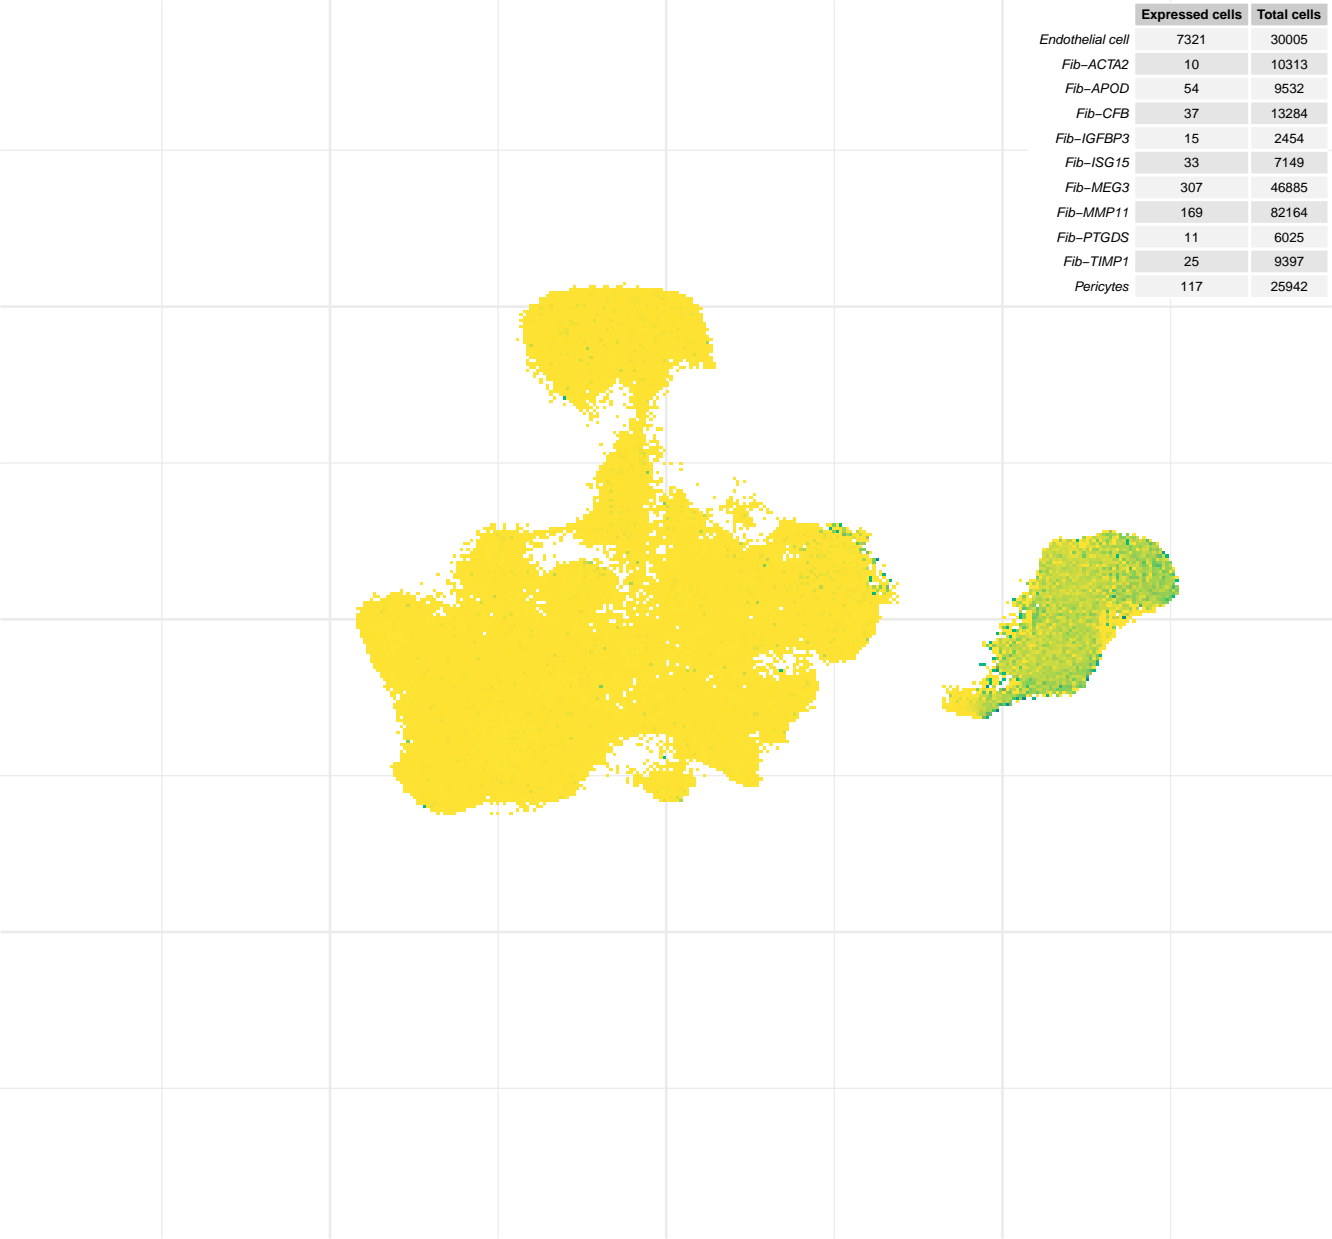 Expressed cells Total cells
Endothelial cell 7321 30005
Fib−ACTA2 10 10313
Fib−APOD 54 9532
Fib−CFB 37 13284
Fib−IGFBP3 15 2454
Fib−ISG15 33 7149
Fib−MEG3 307 46885
Fib−MMP11 169 82164
Fib−PTGDS 11 6025
Fib−TIMP1 25 9397
Pericytes 117 25942